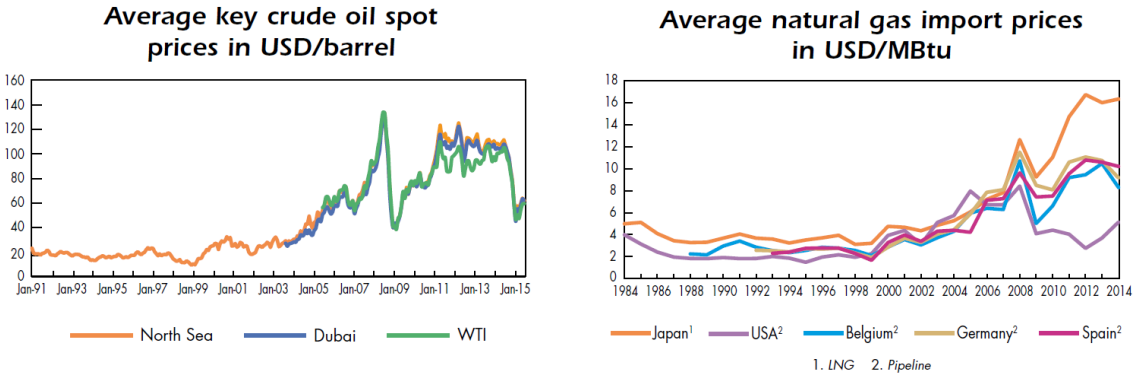 Average key crude oil spot
prices in USD/barrel
160
140
120
100
80
60
40
20
0
Jan-91 Jan-93 Jan-95 Jan-97 Jan-99 Jan-01 Jan-03 Jan-05 Jan-07 Jan-09 Jan-11 Jan-13 Jan-15
North Sea Dubai WTI
Average natural gas import prices
in USD/MBtu
18
16
14
12
10
8
6
4
2
0
1984 1986 1988 1990 1992 1994 1996 1998 2000 2002 2004 2006 2008 2010 2012 2014
Japan¹ USA² Belgium² Germany² Spain²
1. LNG 2. Pipeline